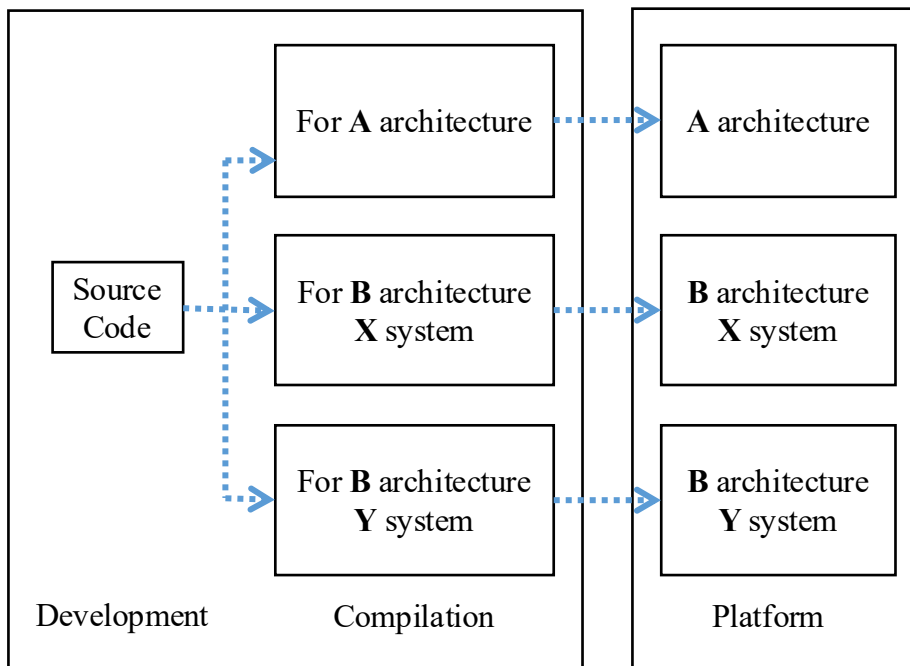 For A architecture
A architecture
Source
Code
For B architecture
X system
B architecture
X system
For B architecture
Y system
B architecture
Y system
Development
Compilation
Platform